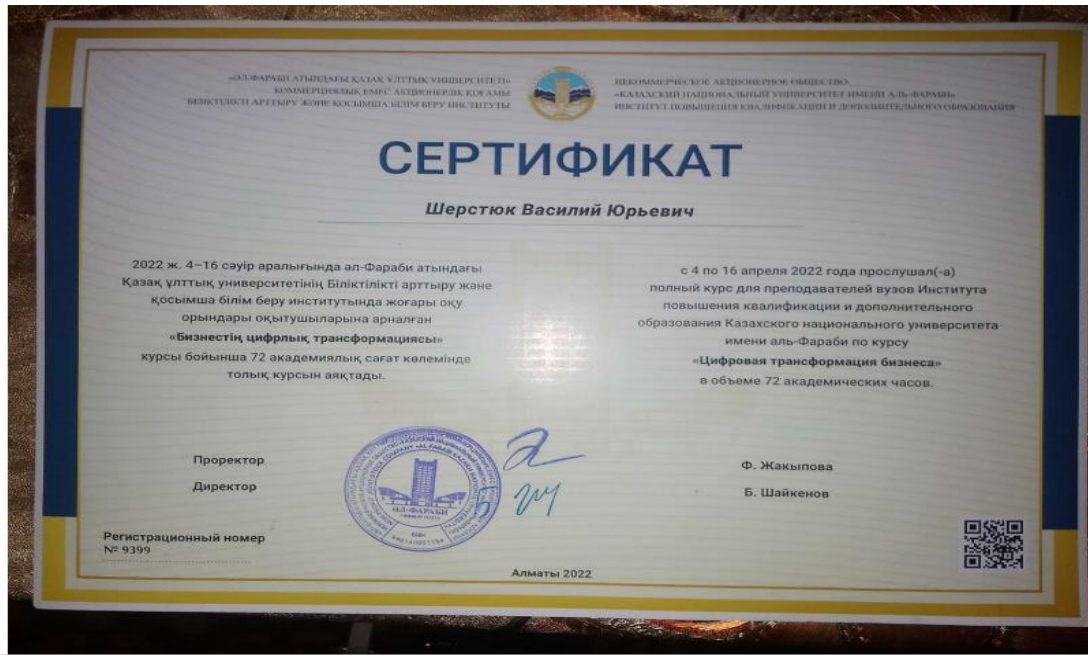 «ӘЛ-ФАРАБИ АТЫНДАҒЫ ҚАЗАҚ ҰЛТТЫҚ УНИВЕРСИТЕТІ»
КОММЕРЦИЯЛЫҚ ЕМЕС АКЦИОНЕРЛІК ҚОҒАМЫ
БІЛІКТІЛІКТІ АРТТЫРУ ЖӘНЕ ҚОСЫМША БІЛІМ БЕРУ ИНСТИТУТЫ
НЕКОММЕРЧЕСКОЕ АКЦИОНЕРНОЕ ОБЩЕСТВО
«КАЗАХСКИЙ НАЦИОНАЛЬНЫЙ УНИВЕРСИТЕТ ИМЕНИ АЛЬ-ФАРАБИ»
ИНСТИТУТ ПОВЫШЕНИЯ КВАЛИФИКАЦИИ И ДОПОЛНИТЕЛЬНОГО ОБРАЗОВАНИЯ
СЕРТИФИКАТ
Шерстюк Василий Юрьевич
2022 ж. 4–16 сәуір аралығында әл-Фараби атындағы
Қазақ ұлттық университетінің Біліктілікті арттыру және
қосымша білім беру институтында жоғары оқу
орындары оқытушыларына арналған
«Бизнестің цифрлық трансформациясы»
курсы бойынша 72 академиялық сағат көлемінде
толық курсын аяқтады.
с 4 по 16 апреля 2022 года прослушал(-а)
полный курс для преподавателей вузов Института
повышения квалификации и дополнительного
образования Казахского национального университета
имени аль-Фараби по курсу
«Цифровая трансформация бизнеса»
в объеме 72 академических часов.
Проректор
Ф. Жакыпова
Директор
Б. Шайкенов
ӘЛ-ФАРАБИ
Регистрационный номер
№ 9399
Алматы 2022